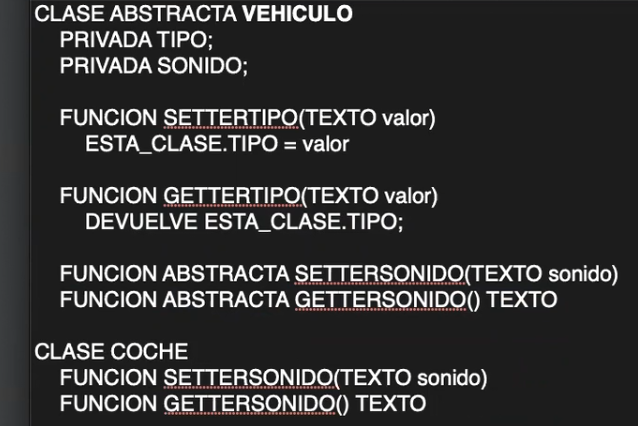 CLASE ABSTRACTA VEHICULO
PRIVADA TIPO;
PRIVADA SONIDO;
FUNCION SETTERTIPO(TEXTO valor)
ESTA_CLASE.TIPO = valor
FUNCION GETTERTIPO(TEXTO valor)
DEVUELVE ESTA_CLASE.TIPO;
FUNCION ABSTRACTA SETTERSONIDO(TEXTO sonido)
FUNCION ABSTRACTA GETTERSONIDO() TEXTO
CLASE COCHE
FUNCION SETTERSONIDO(TEXTO sonido)
FUNCION GETTERSONIDO() TEXTO